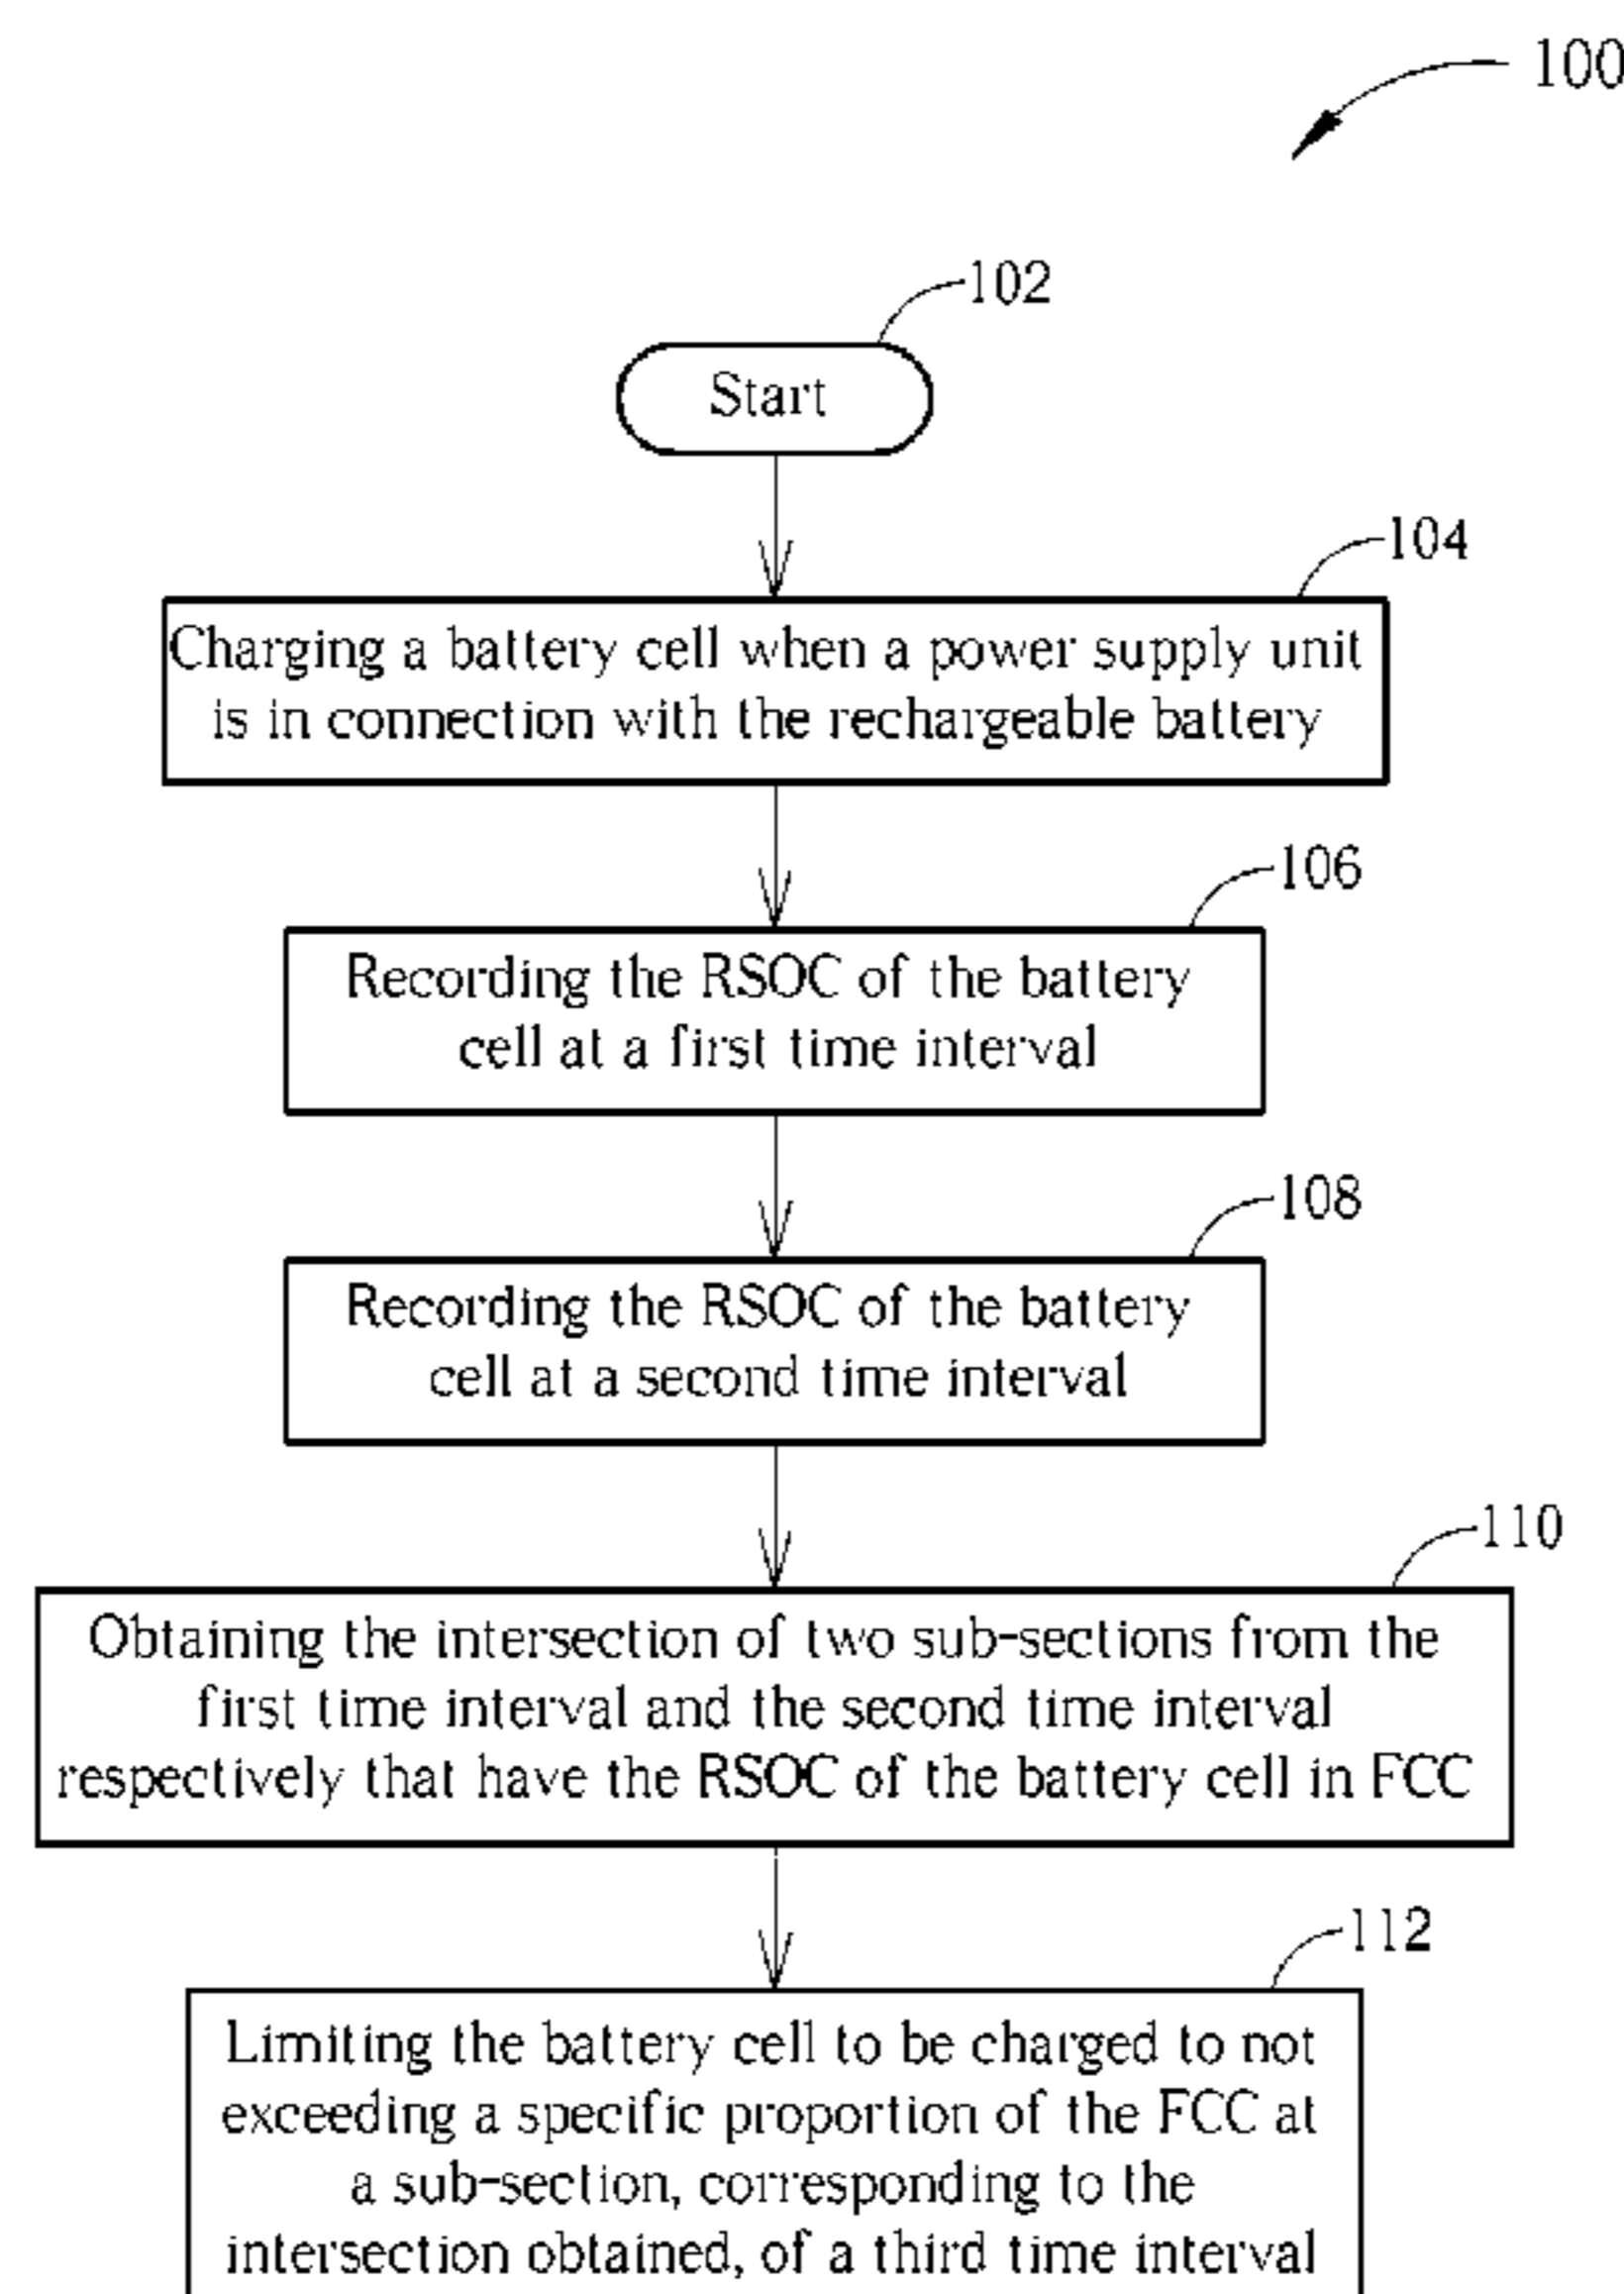 100
102
Start
104
Charging a battery cell when a power supply unit
is in connection with the rechargeable battery
106
Recording the RSOC of the battery
cell at a first time interval
108
Recording the RSOC of the battery
cell at a second time interval
110
Obtaining the intersection of two sub-sections from the
first time interval and the second time interval
respectively that have the RSOC of the battery cell in FCC
112
Limiting the battery cell to be charged to not
exceeding a specific proportion of the FCC at
a sub-section, corresponding to the
intersection obtained, of a third time interval